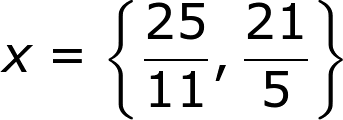 x = {25/11, 21/5}